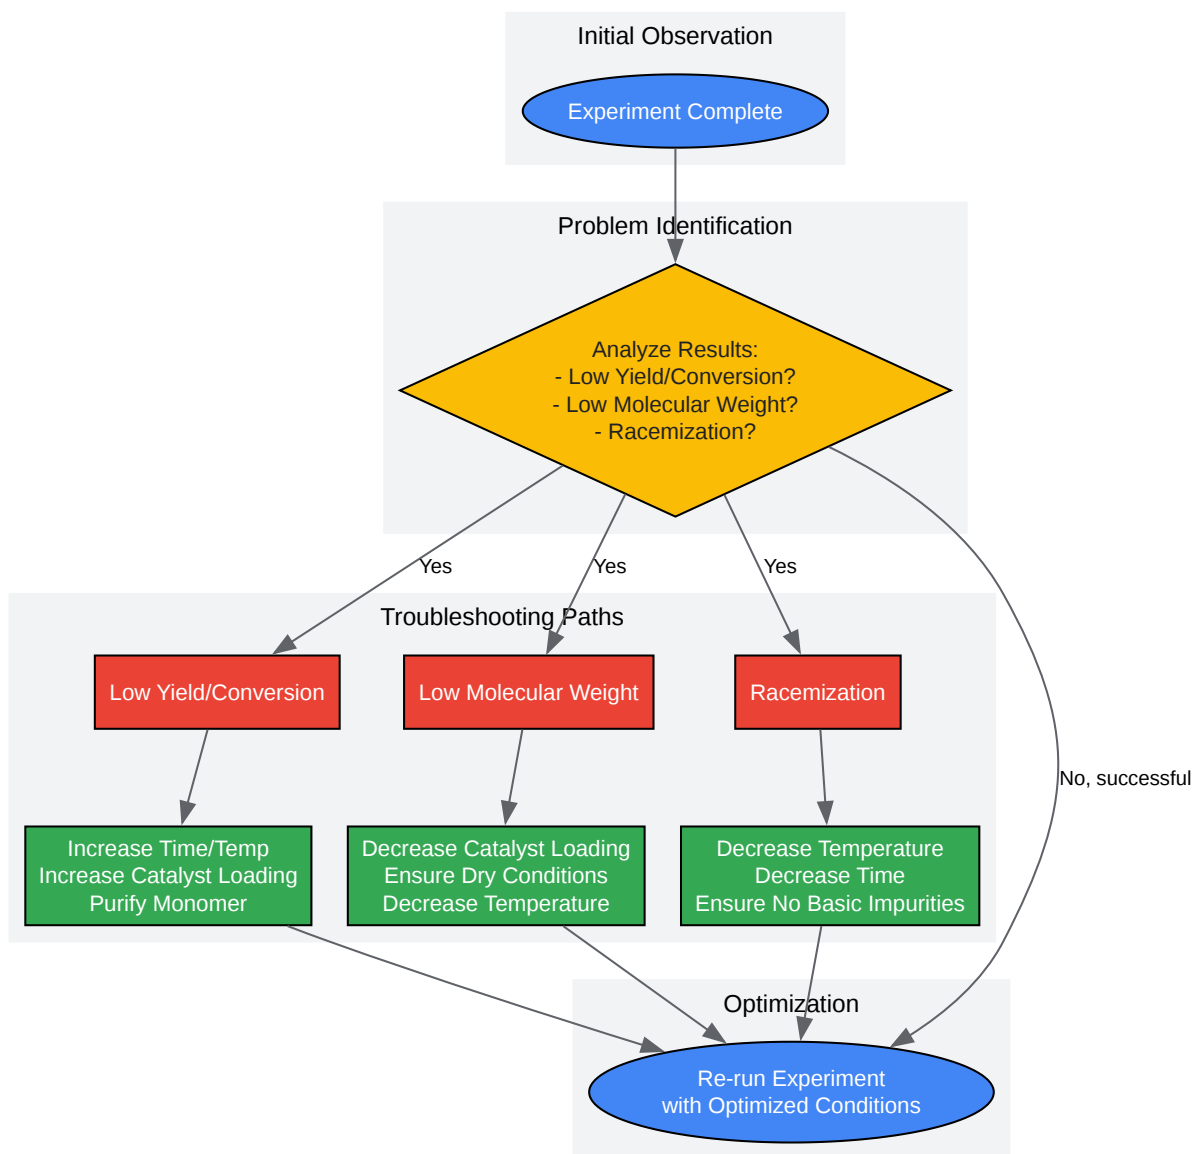 Initial Observation
Experiment Complete
Problem Identification
Analyze Results:
- Low Yield/Conversion?
- Low Molecular Weight?
- Racemization?
Yes
Yes
Yes
Troubleshooting Paths
Low Yield/Conversion
Low Molecular Weight
Racemization
No, successful
Increase Time/Temp
Increase Catalyst Loading
Purify Monomer
Decrease Catalyst Loading
Ensure Dry Conditions
Decrease Temperature
Decrease Temperature
Decrease Time
Ensure No Basic Impurities
Optimization
Re-run Experiment
with Optimized Conditions